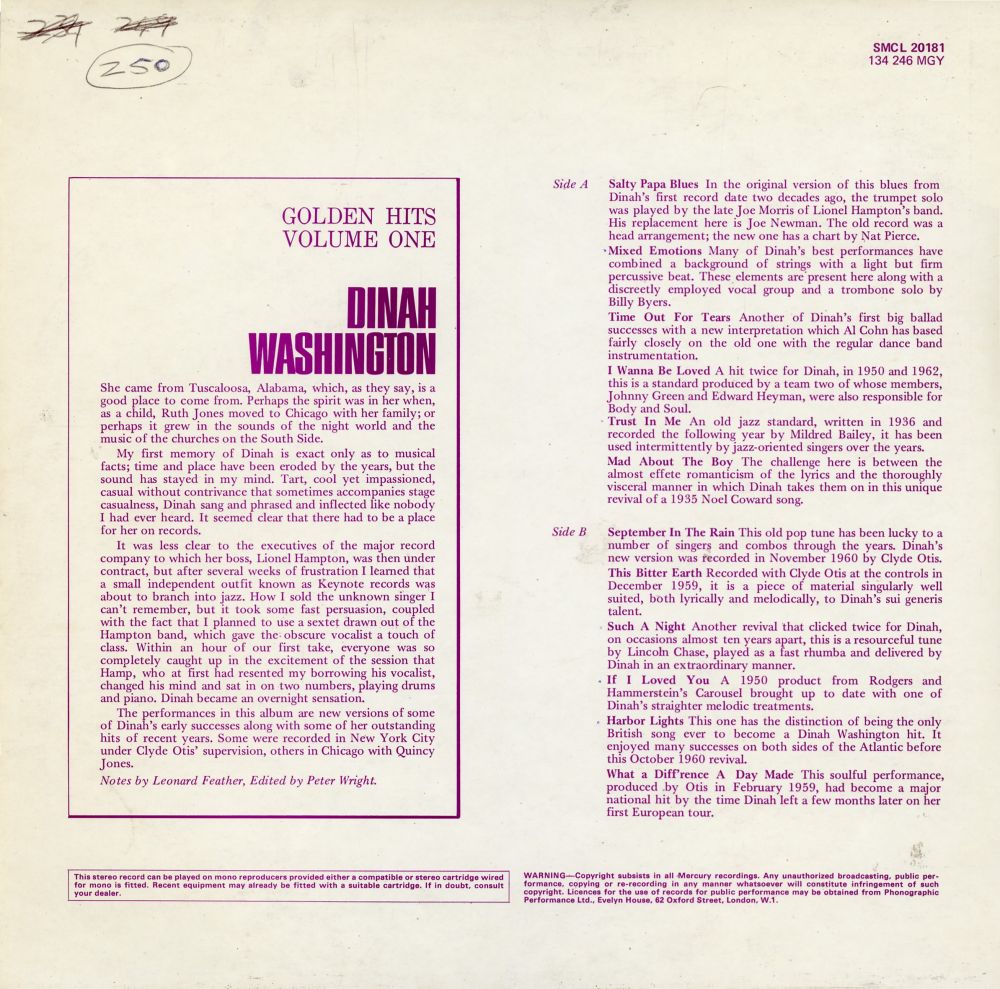 250
SMCL 20181
134 246 MGY
GOLDEN HITS
VOLUME ONE
DINAH
WASHINGTON
She came from Tuscaloosa, Alabama, which, as they say, is a
good place to come from. Perhaps the spirit was in her when,
as a child, Ruth Jones moved to Chicago with her family; or
perhaps it grew in the sounds of the night world and the
music of the churches on the South Side.
My first memory of Dinah is exact only as to musical
facts; time and place have been eroded by the years, but the
sound has stayed in my mind. Tart, cool yet impassioned,
casual without contrivance that sometimes accompanies stage
casualness, Dinah sang and phrased and inflected like nobody
I had ever heard. It seemed clear that there had to be a place
for her on records.
It was less clear to the executives of the major record
company to which her boss, Lionel Hampton, was then under
contract, but after several weeks of frustration I learned that
a small independent outfit known as Keynote records was
about to branch into jazz. How I sold the unknown singer I
can't remember, but it took some fast persuasion, coupled
with the fact that I planned to use a sextet drawn out of the
Hampton band, which gave the obscure vocalist a touch of
class. Within an hour of our first take, everyone was so
completely caught up in the excitement of the session that
Hamp, who at first had resented my borrowing his vocalist,
changed his mind and sat in on two numbers, playing drums
and piano. Dinah became an overnight sensation.
The performances in this album are new versions of some
of Dinah's early successes along with some of her outstanding
hits of recent years. Some were recorded in New York City
under Clyde Otis' supervision, others in Chicago with Quincy
Jones.
Notes by Leonard Feather, Edited by Peter Wright.
Side A Salty Papa Blues In the original version of this blues from
Dinah's first record date two decades ago, the trumpet solo
was played by the late Joe Morris of Lionel Hampton's band.
His replacement here is Joe Newman. The old record was a
head arrangement; the new one has a chart by Nat Pierce.
Mixed Emotions Many of Dinah's best performances have
combined a background of strings with a light but firm
percussive beat. These elements are present here along with a
discreetly employed vocal group and a trombone solo by
Billy Byers.
Time Out For Tears Another of Dinah's first big ballad
successes with a new interpretation which Al Cohn has based
fairly closely on the old one with the regular dance band
instrumentation.
I Wanna Be Loved A hit twice for Dinah, in 1950 and 1962,
this is a standard produced by a team two of whose members,
Johnny Green and Edward Heyman, were also responsible for
Body and Soul.
Trust In Me An old jazz standard, written in 1936 and
recorded the following year by Mildred Bailey, it has been
used intermittently by jazz-oriented singers over the years.
Mad About The Boy The challenge here is between the
almost effete romanticism of the lyrics and the thoroughly
visceral manner in which Dinah takes them on in this unique
revival of a 1935 Noel Coward song.
Side B September In The Rain This old pop tune has been lucky to a
number of singers and combos through the years. Dinah's
new version was recorded in November 1960 by Clyde Otis.
This Bitter Earth Recorded with Clyde Otis at the controls in
December 1959, it is a piece of material singularly well
suited, both lyrically and melodically, to Dinah's sui generis
talent.
Such A Night Another revival that clicked twice for Dinah,
on occasions almost ten years apart, this is a resourceful tune
by Lincoln Chase, played as a fast rhumba and delivered by
Dinah in an extraordinary manner.
If I Loved You A 1950 product from Rodgers and
Hammerstein's Carousel brought up to date with one of
Dinah's straighter melodic treatments.
Harbor Lights This one has the distinction of being the only
British song ever to become a Dinah Washington hit. It
enjoyed many successes on both sides of the Atlantic before
this October 1960 revival.
What a Diff'rence A Day Made This soulful performance,
produced by Otis in February 1959, had become a major
national hit by the time Dinah left a few months later on her
first European tour.
This stereo record can be played on mono reproducers provided either a compatible or stereo cartridge wired
for mono is fitted. Recent equipment may already be fitted with a suitable cartridge. If in doubt, consult
your dealer.
WARNING—Copyright subsists in all Mercury recordings. Any unauthorized broadcasting, public per-
formance, copying or re-recording in any manner whatsoever will constitute infringement of such
copyright. Licences for the use of records for public performance may be obtained from Phonographic
Performance Ltd., Evelyn House, 62 Oxford Street, London, W.1.